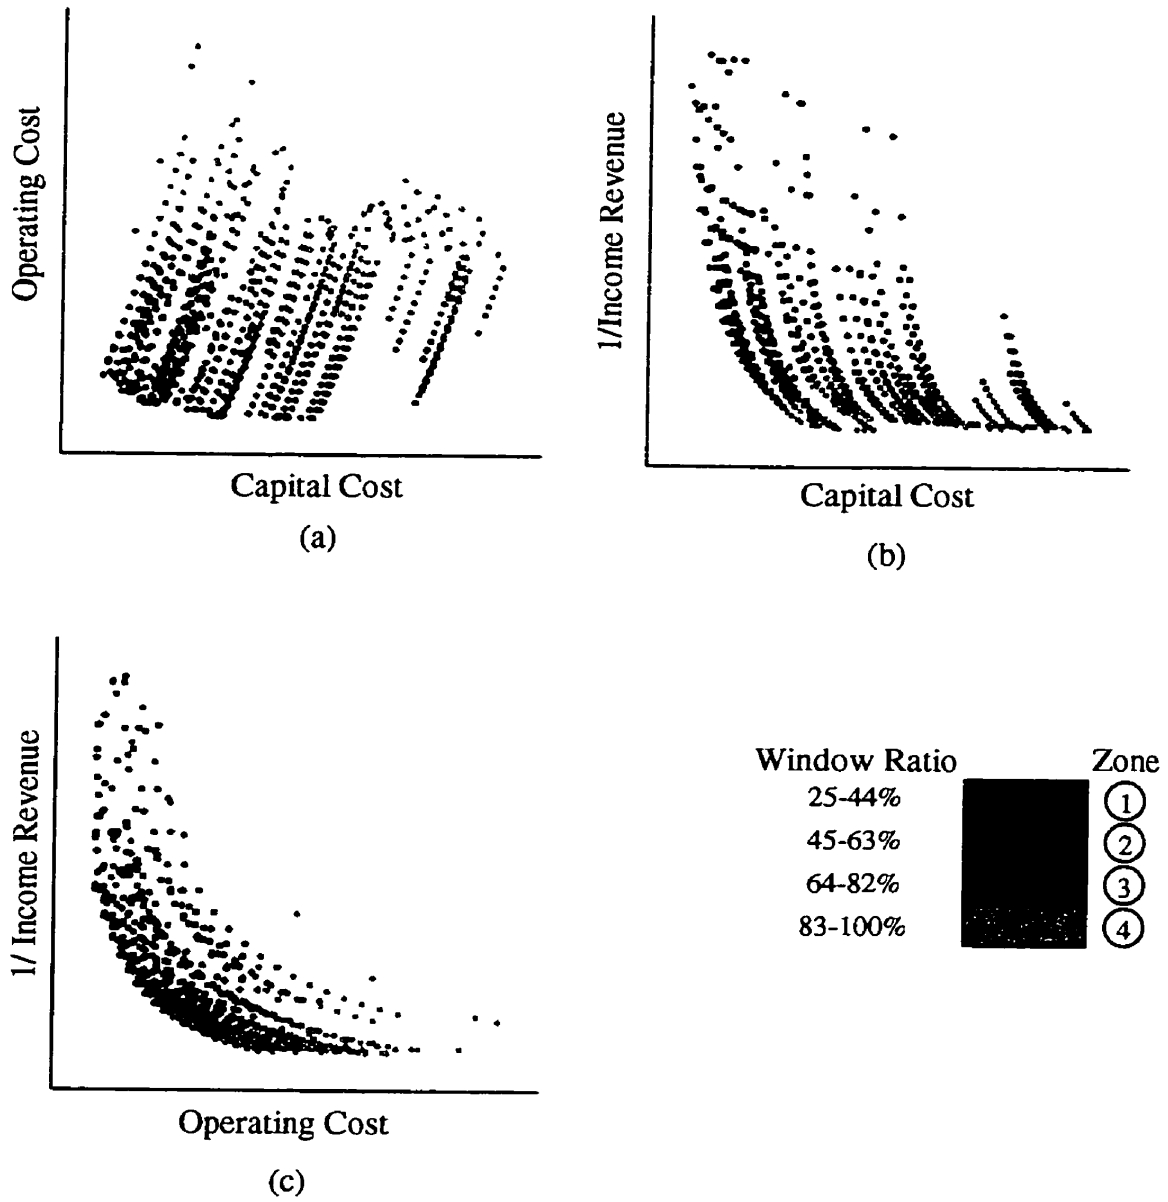 Operating Cost
Capital Cost
(a)
1/Income Revenue
Capital Cost
(b)
1/ Income Revenue
Operating Cost
(c)
Window Ratio Zone
25-44% 1
45-63% 2
64-82% 3
83-100% 4